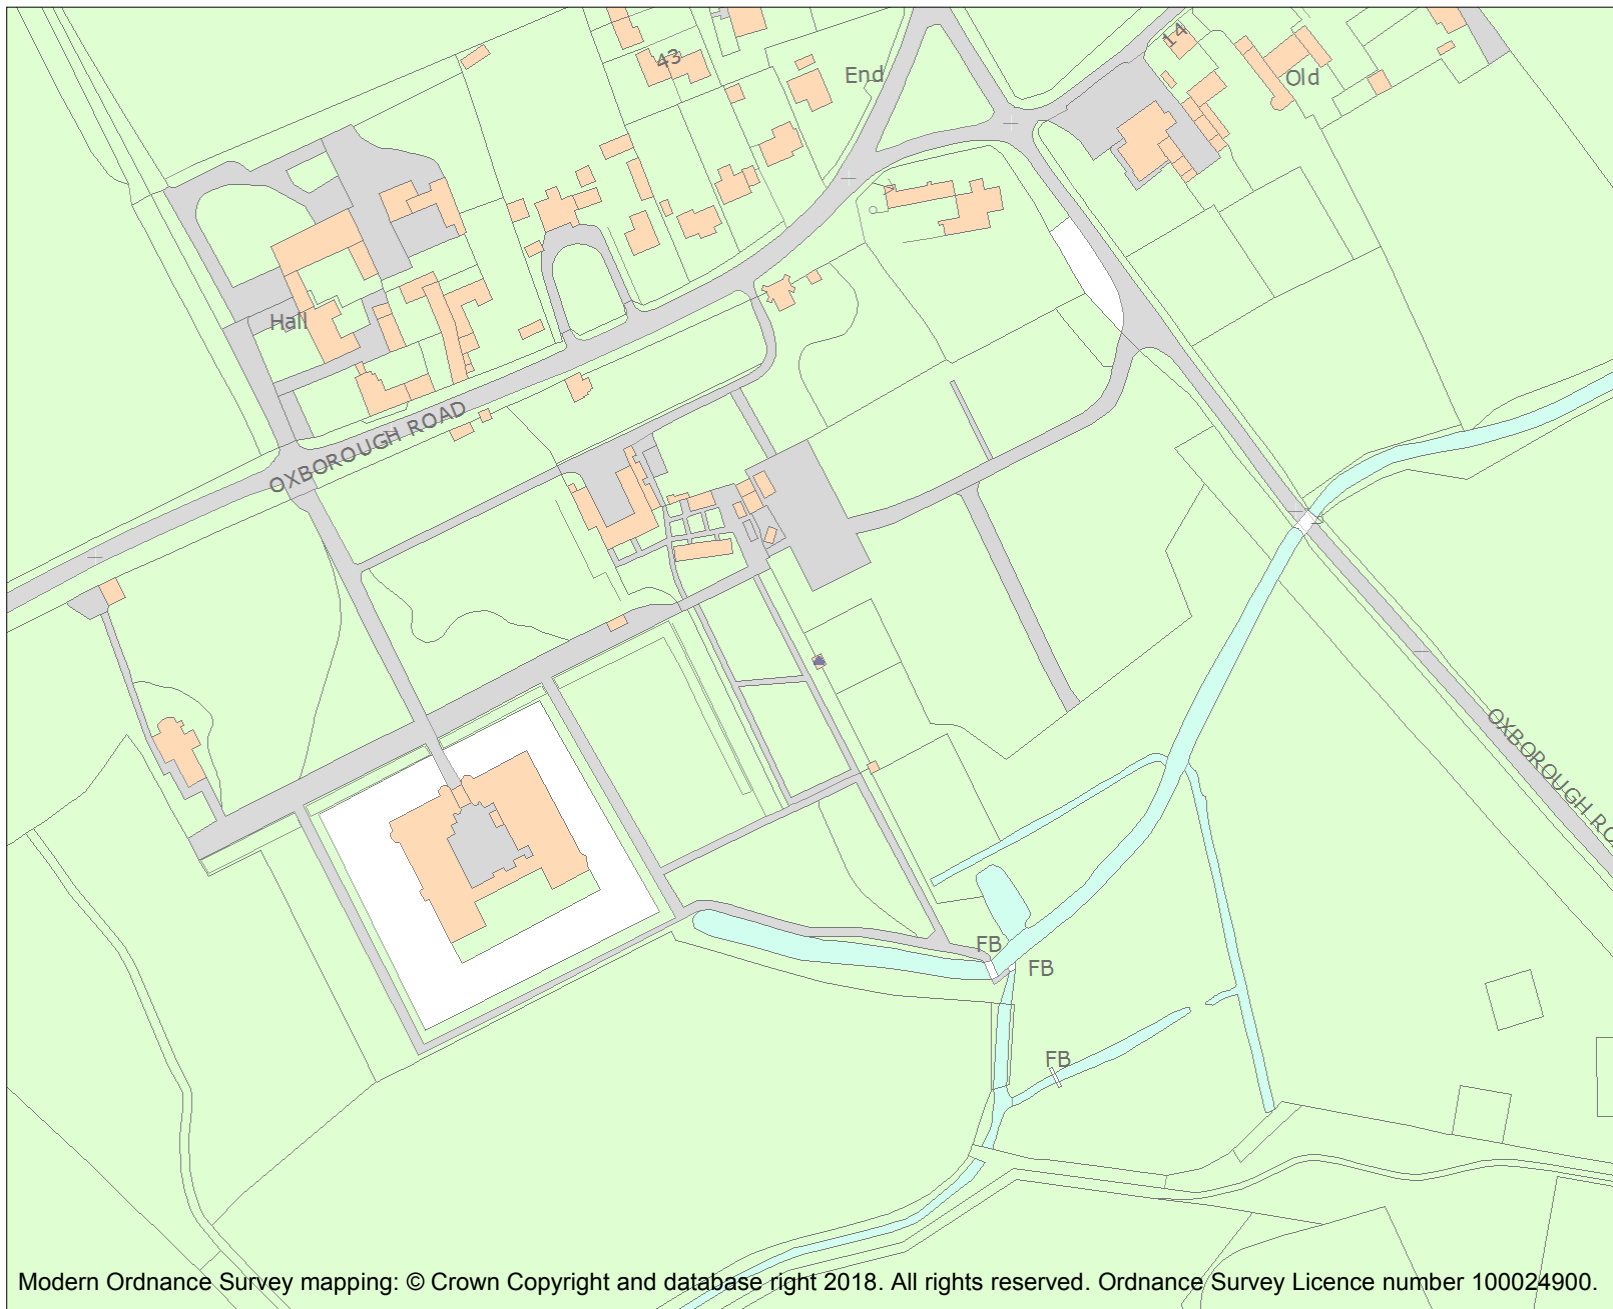 43
14
End
Old
Hall
OXBOROUGH ROAD
OXBOROUGH RO
FB
FB
FB
Modern Ordnance Survey mapping: © Crown Copyright and database right 2018. All rights reserved. Ordnance Survey Licence number 100024900.